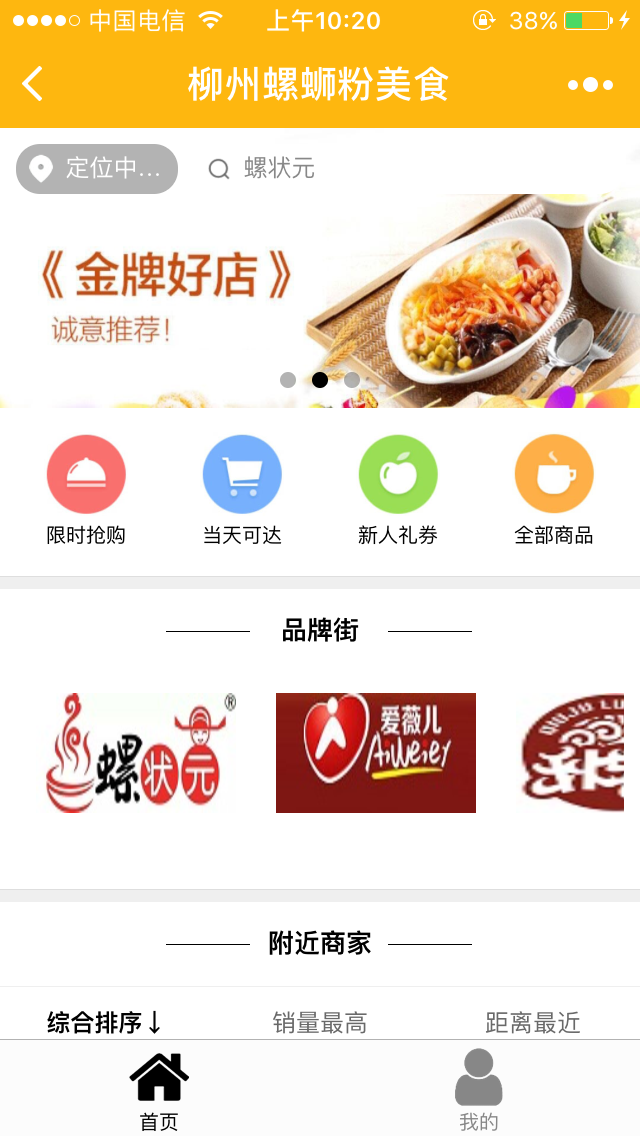 中国电信 上午10:20 38%
柳州螺蛳粉美食
定位中... 螺状元
《金牌好店》
诚意推荐！
限时抢购 当天可达 新人礼券 全部商品
品牌街
螺状元®
爱薇儿
AiWeier
附近商家
综合排序↓ 销量最高 距离最近
首页 我的